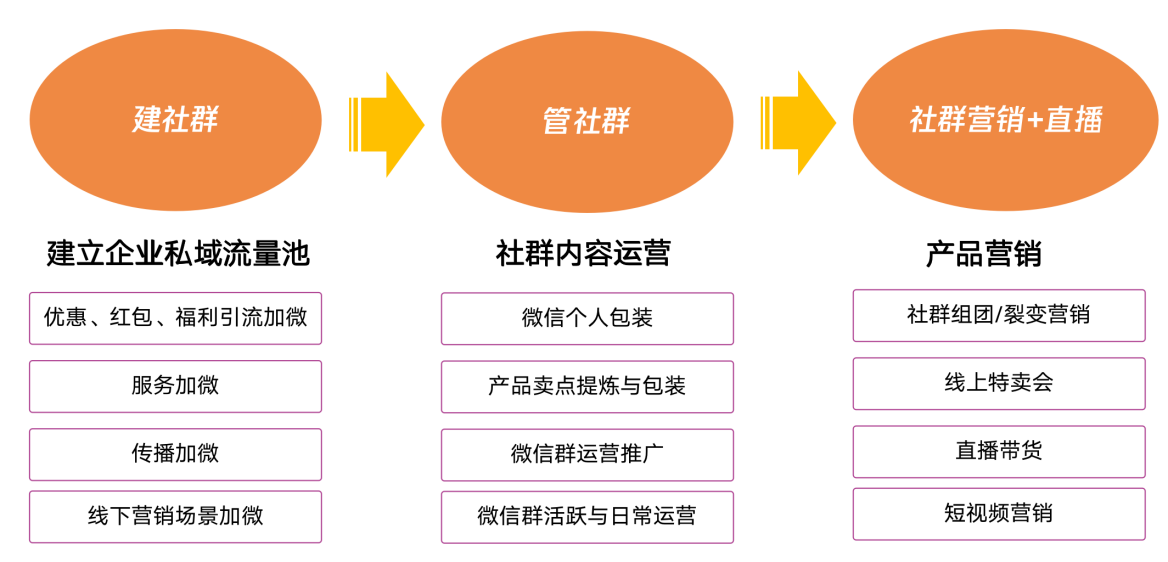 建社群
管社群
社群营销+直播
建立企业私域流量池
社群内容运营
产品营销
优惠、红包、福利引流加微
微信个人包装
社群组团/裂变营销
服务加微
产品卖点提炼与包装
线上特卖会
传播加微
微信群运营推广
直播带货
线下营销场景加微
微信群活跃与日常运营
短视频营销